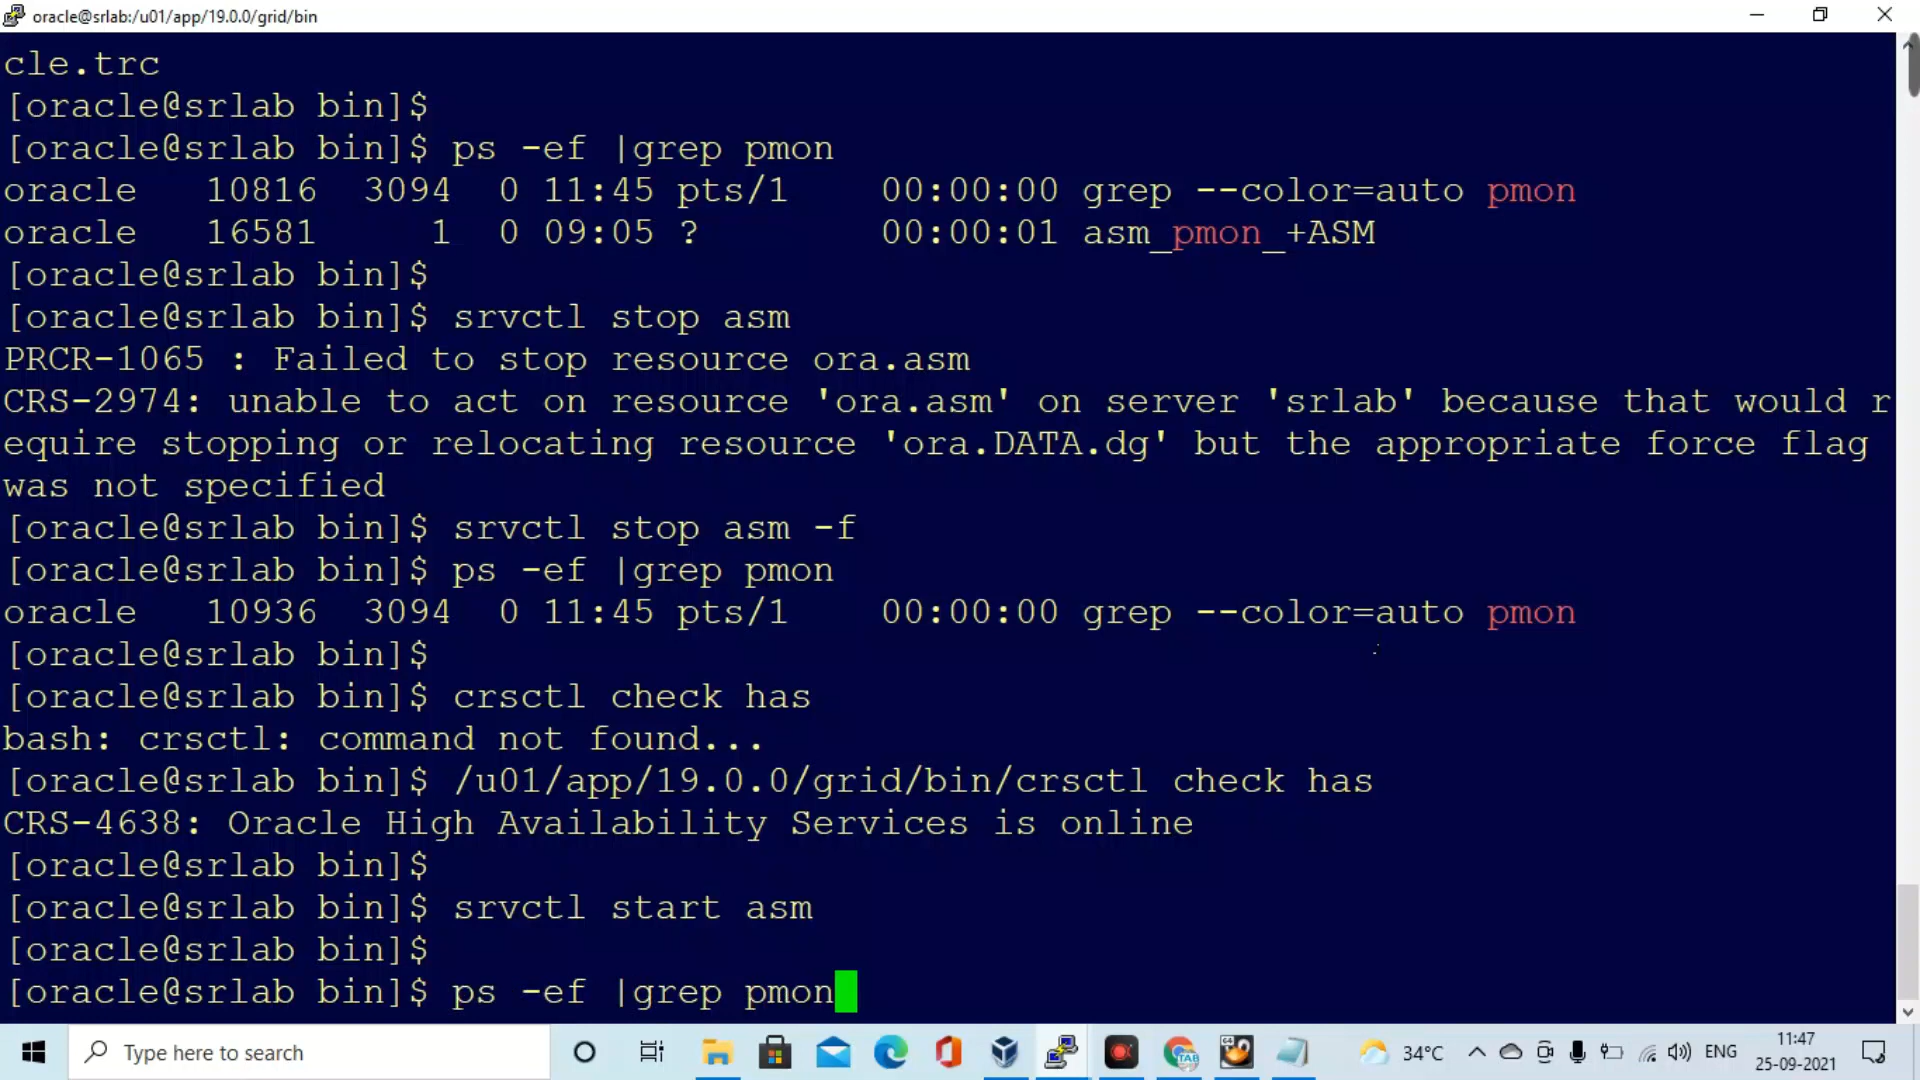 oracle@srlab:/u01/app/19.0.0/grid/bin
cle.trc
[oracle@srlab bin]$
[oracle@srlab bin]$ ps -ef |grep pmon
oracle   10816  3094  0 11:45 pts/1    00:00:00 grep --color=auto pmon
oracle   16581     1  0 09:05 ?        00:00:01 asm_pmon_+ASM
[oracle@srlab bin]$
[oracle@srlab bin]$ srvctl stop asm
PRCR-1065 : Failed to stop resource ora.asm
CRS-2974: unable to act on resource 'ora.asm' on server 'srlab' because that would r
equire stopping or relocating resource 'ora.DATA.dg' but the appropriate force flag
was not specified
[oracle@srlab bin]$ srvctl stop asm -f
[oracle@srlab bin]$ ps -ef |grep pmon
oracle   10936  3094  0 11:45 pts/1    00:00:00 grep --color=auto pmon
[oracle@srlab bin]$
[oracle@srlab bin]$ crsctl check has
bash: crsctl: command not found...
[oracle@srlab bin]$ /u01/app/19.0.0/grid/bin/crsctl check has
CRS-4638: Oracle High Availability Services is online
[oracle@srlab bin]$
[oracle@srlab bin]$ srvctl start asm
[oracle@srlab bin]$
[oracle@srlab bin]$ ps -ef |grep pmon
Type here to search
TAB
64
34°C
ENG
11:47
25-09-2021